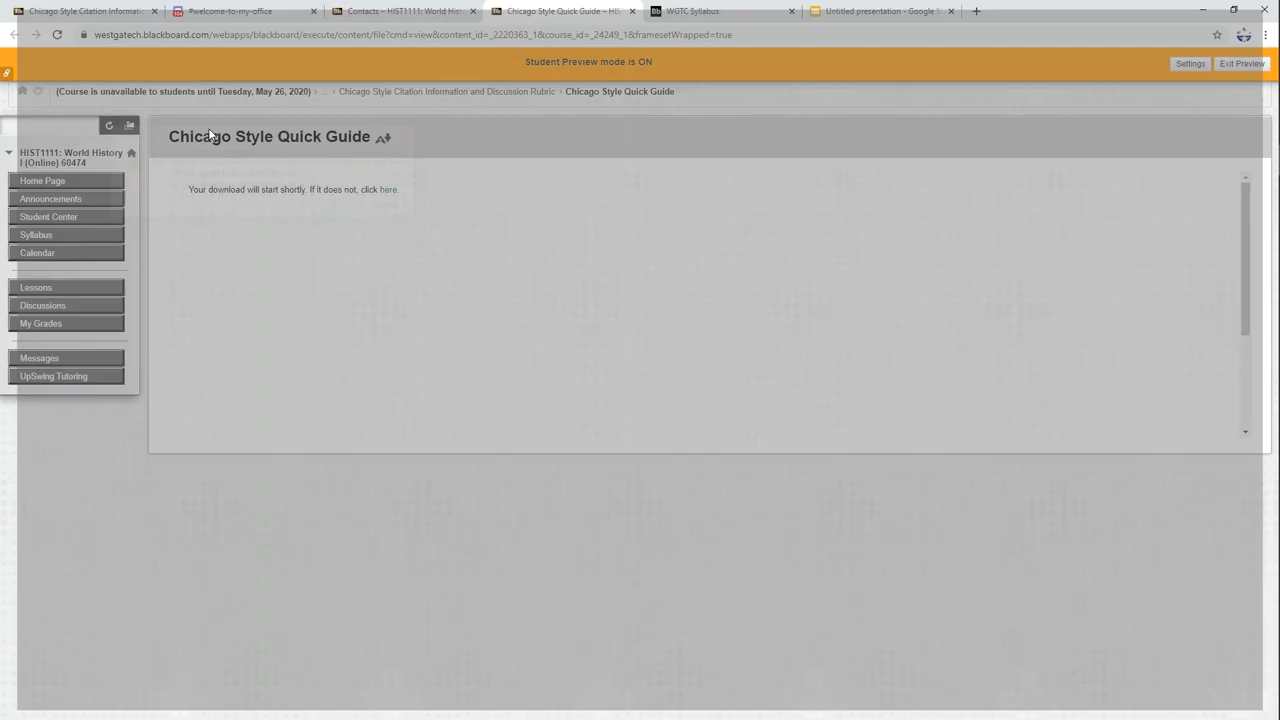 Chicago Style Citation Informati
#welcome-to-my-office
Contacts – HIST1111: World Hist
Chicago Style Quick Guide – HIS
WGTC Syllabus
Untitled presentation - Google S
westgatech.blackboard.com/webapps/blackboard/execute/content/file?cmd=view&content_id=_2220363_1&course_id=_24249_1&framesetWrapped=true
Student Preview mode is ON
Settings
Exit Preview
(Course is unavailable to students until Tuesday, May 26, 2020)
...
Chicago Style Citation Information and Discussion Rubric
Chicago Style Quick Guide
HIST1111: World History
I (Online) 60474
Home Page
Announcements
Student Center
Syllabus
Calendar
Lessons
Discussions
My Grades
Messages
UpSwing Tutoring
Chicago Style Quick Guide
Your download will start shortly. If it does not, click here.